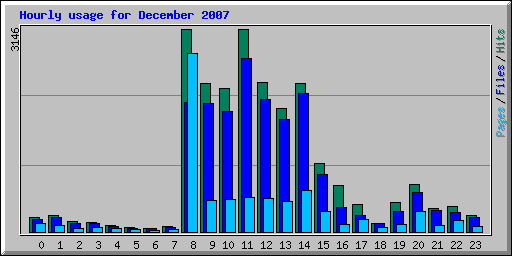 Hourly usage for December 2007
3146
Pages / Files / Hits
0 1 2 3 4 5 6 7 8 9 10 11 12 13 14 15 16 17 18 19 20 21 22 23